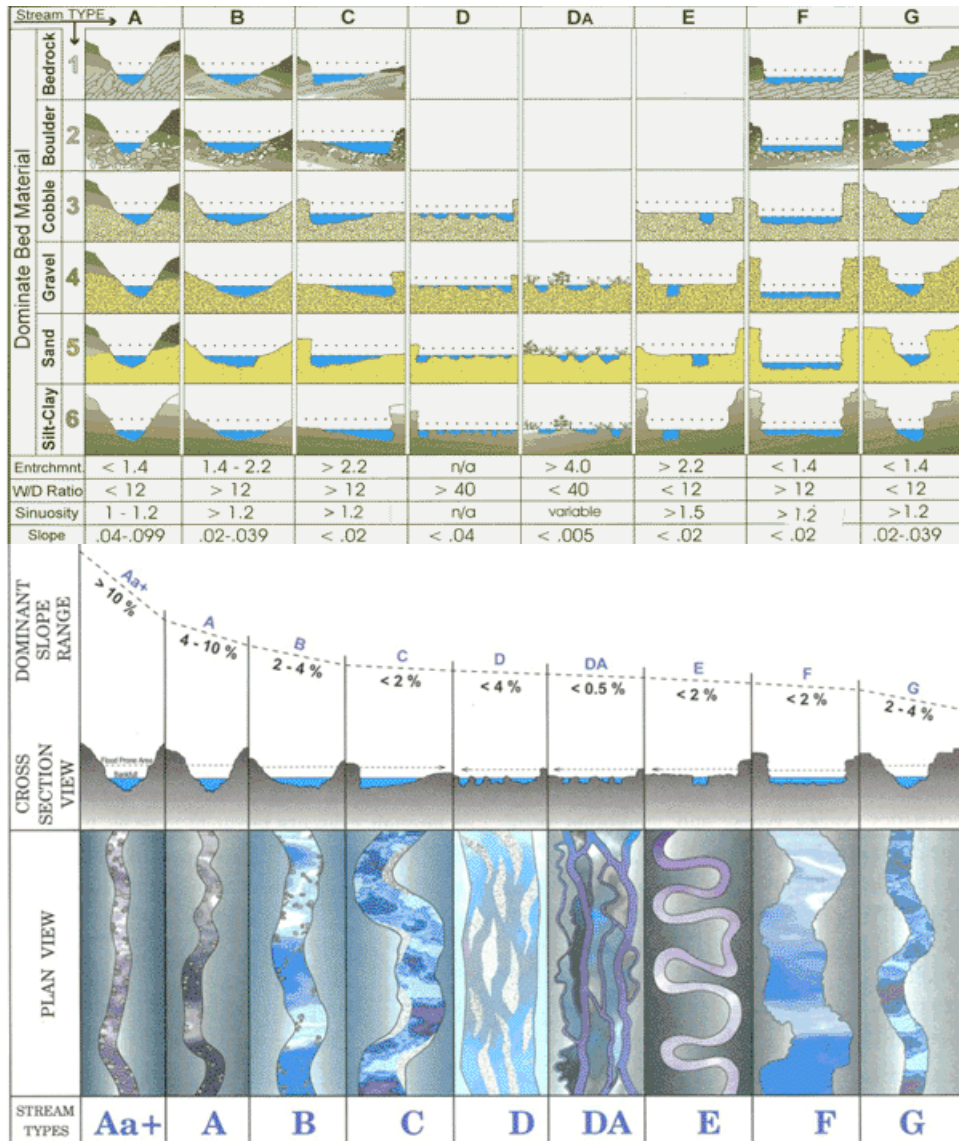 Stream TYPE A B C D DA E F G
Dominate Bed Material
1 Bedrock
2 Boulder
3 Cobble
4 Gravel
5 Sand
6 Silt-Clay
Entrchmnt. < 1.4 1.4 - 2.2 > 2.2 n/a > 4.0 > 2.2 < 1.4 < 1.4
W/D Ratio < 12 > 12 > 12 > 40 < 40 < 12 > 12 < 12
Sinuosity 1 - 1.2 > 1.2 > 1.2 n/a variable > 1.5 > 1.2 > 1.2
Slope .04-.099 .02-.039 < .02 < .04 < .005 < .02 < .02 .02-.039
DOMINANT
SLOPE
RANGE
Aa+ A B C D DA E F G
> 10 % 4 - 10 % 2 - 4 % < 2 % < 4 % < 0.5 % < 2 % < 2 % 2 - 4 %
CROSS
SECTION
VIEW
Flood Prone Area
Bankfull
PLAN VIEW
STREAM
TYPES
Aa+ A B C D DA E F G